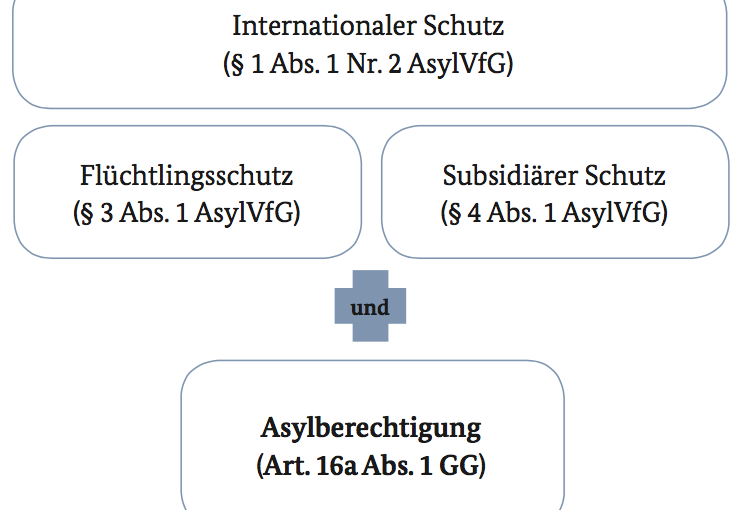 Internationaler Schutz
(§ 1 Abs. 1 Nr. 2 AsylVfG)
Flüchtlingsschutz
(§ 3 Abs. 1 AsylVfG)
Subsidiärer Schutz
(§ 4 Abs. 1 AsylVfG)
und
Asylberechtigung
(Art. 16a Abs. 1 GG)